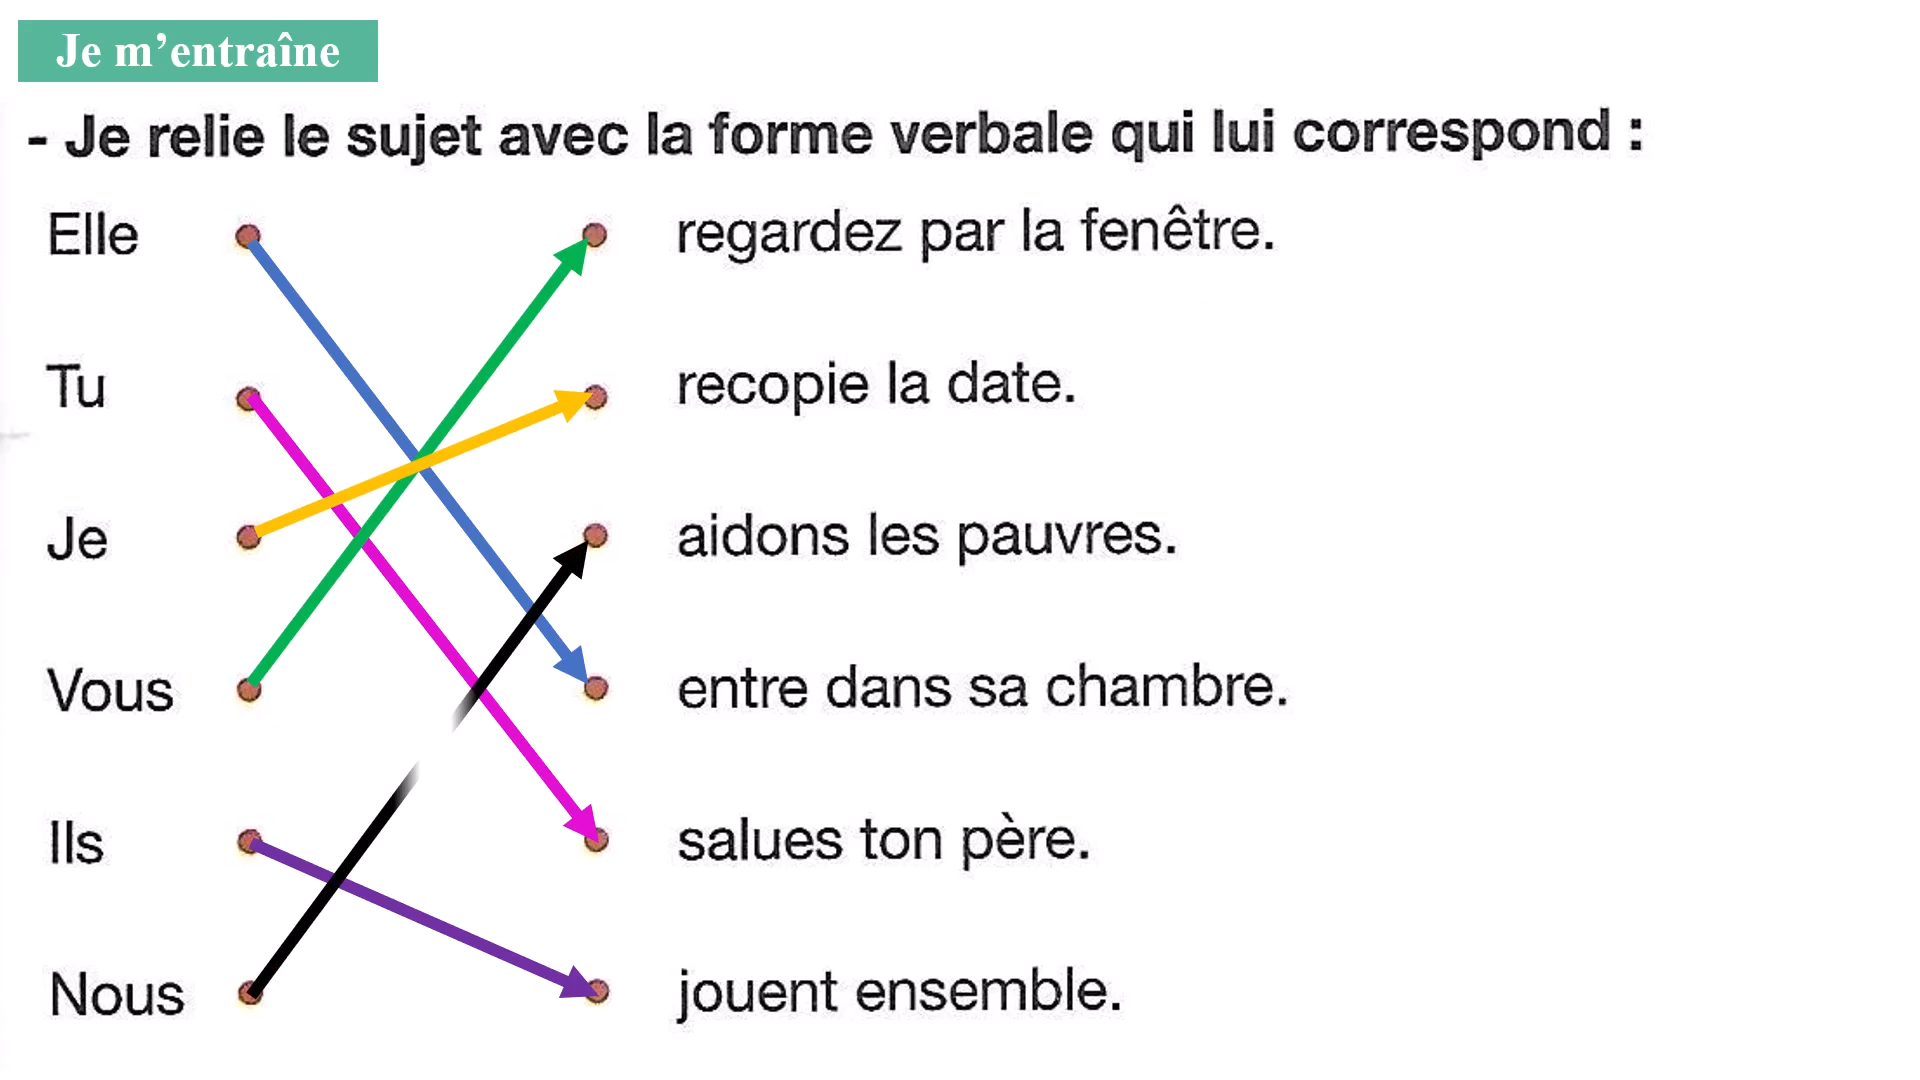 Je m’entraîne
- Je relie le sujet avec la forme verbale qui lui correspond :
Elle regardez par la fenêtre.
Tu recopie la date.
Je aidons les pauvres.
Vous entre dans sa chambre.
Ils salues ton père.
Nous jouent ensemble.